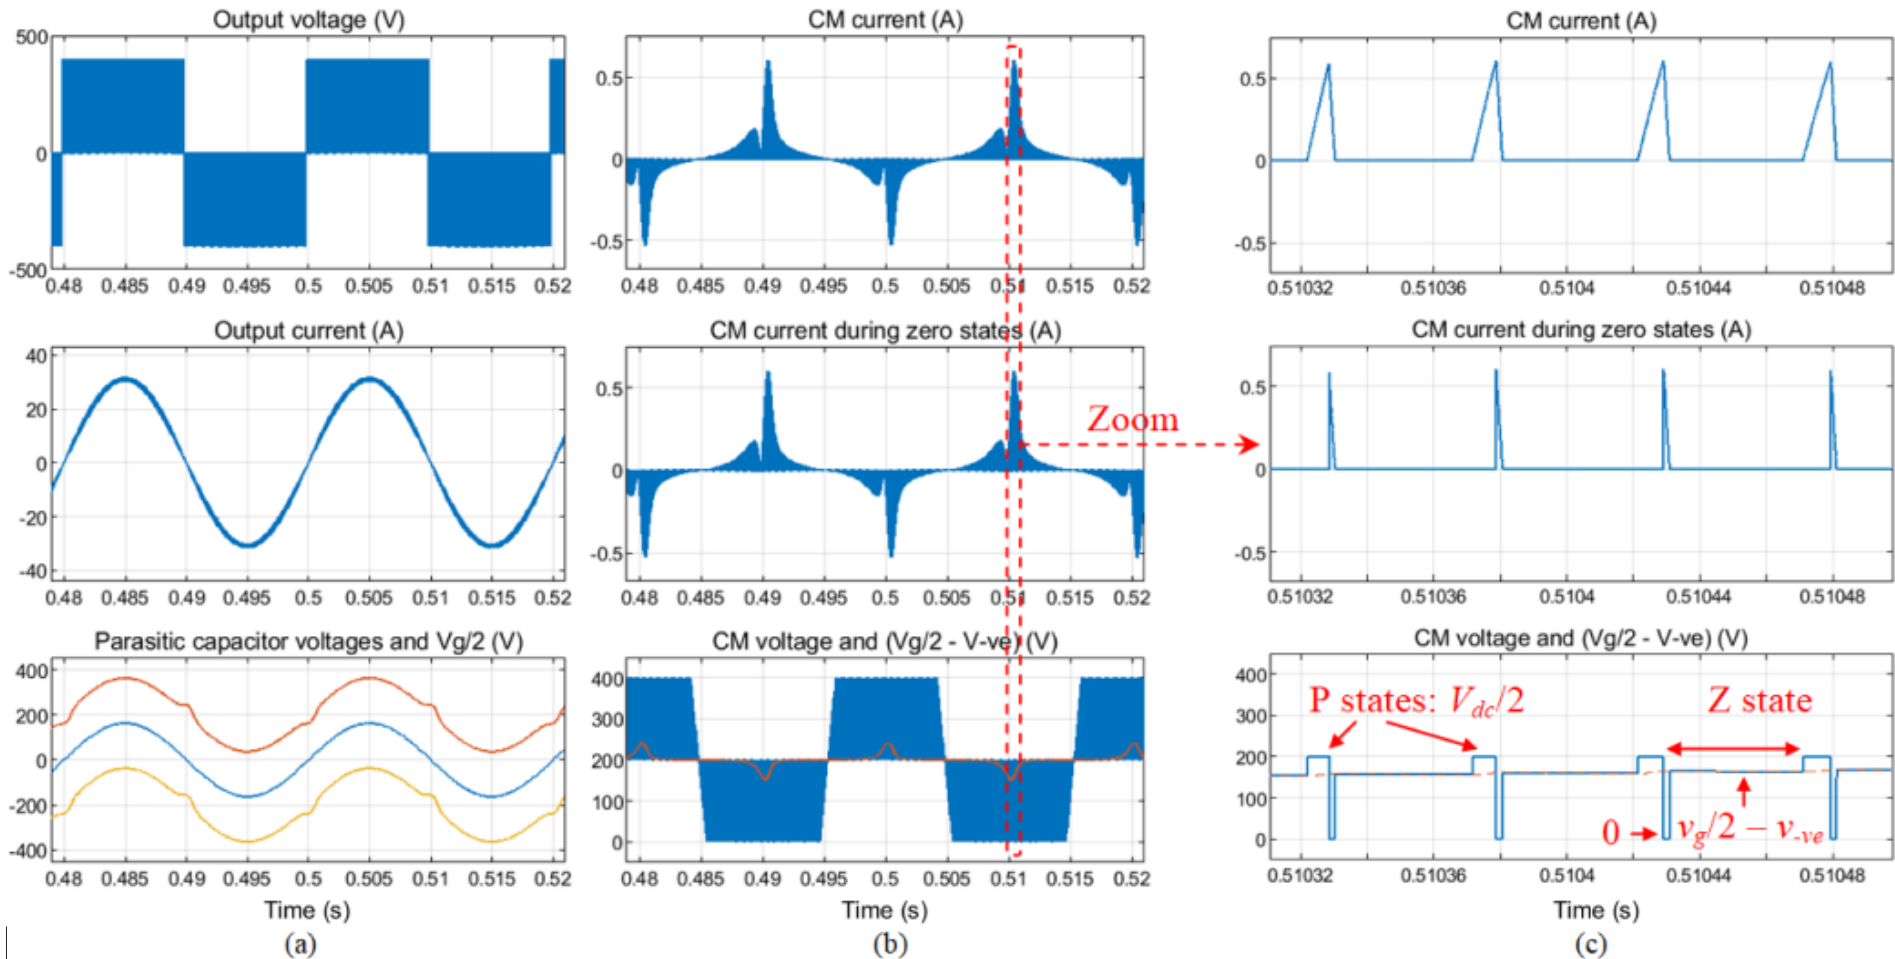 Output voltage (V)
500
0
-500
0.48 0.485 0.49 0.495 0.5 0.505 0.51 0.515 0.52
Output current (A)
40
20
0
-20
-40
0.48 0.485 0.49 0.495 0.5 0.505 0.51 0.515 0.52
Parasitic capacitor voltages and Vg/2 (V)
400
200
0
-200
-400
0.48 0.485 0.49 0.495 0.5 0.505 0.51 0.515 0.52
Time (s)
(a)
CM current (A)
0.5
0
-0.5
0.48 0.485 0.49 0.495 0.5 0.505 0.51 0.515 0.52
CM current during zero states (A)
0.5
0
-0.5
0.48 0.485 0.49 0.495 0.5 0.505 0.51 0.515 0.52
Zoom
CM voltage and (Vg/2 - V-ve) (V)
400
300
200
100
0
0.48 0.485 0.49 0.495 0.5 0.505 0.51 0.515 0.52
Time (s)
(b)
CM current (A)
0.5
0
-0.5
0.51032 0.51036 0.5104 0.51044 0.51048
CM current during zero states (A)
0.5
0
-0.5
0.51032 0.51036 0.5104 0.51044 0.51048
CM voltage and (Vg/2 - V-ve) (V)
400
300
200
100
0
P states: V_dc/2
Z state
0
v_g/2 – v_-ve
0.51032 0.51036 0.5104 0.51044 0.51048
Time (s)
(c)